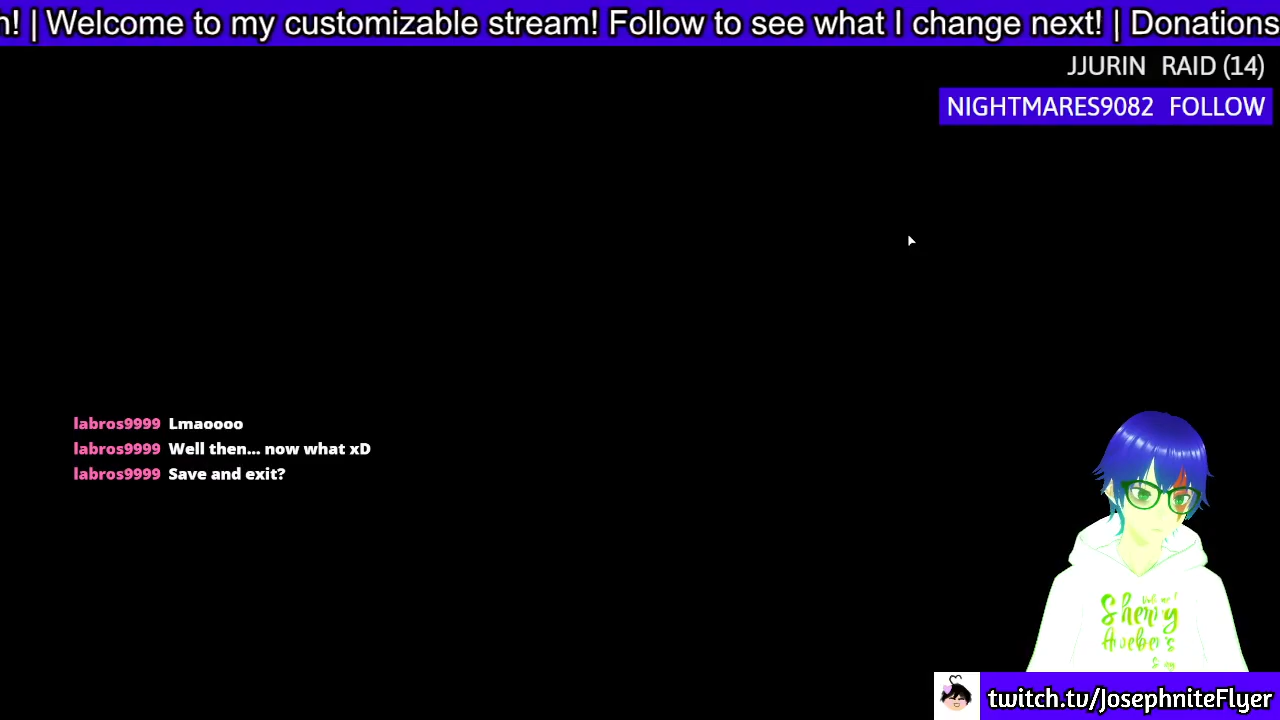 h! | Welcome to my customizable stream! Follow to see what I change next! | Donations
JJURIN RAID (14)
NIGHTMARES9082 FOLLOW
labros9999 Lmaoooo
labros9999 Well then... now what xD
labros9999 Save and exit?
Sherry
twitch.tv/JosephniteFlyer